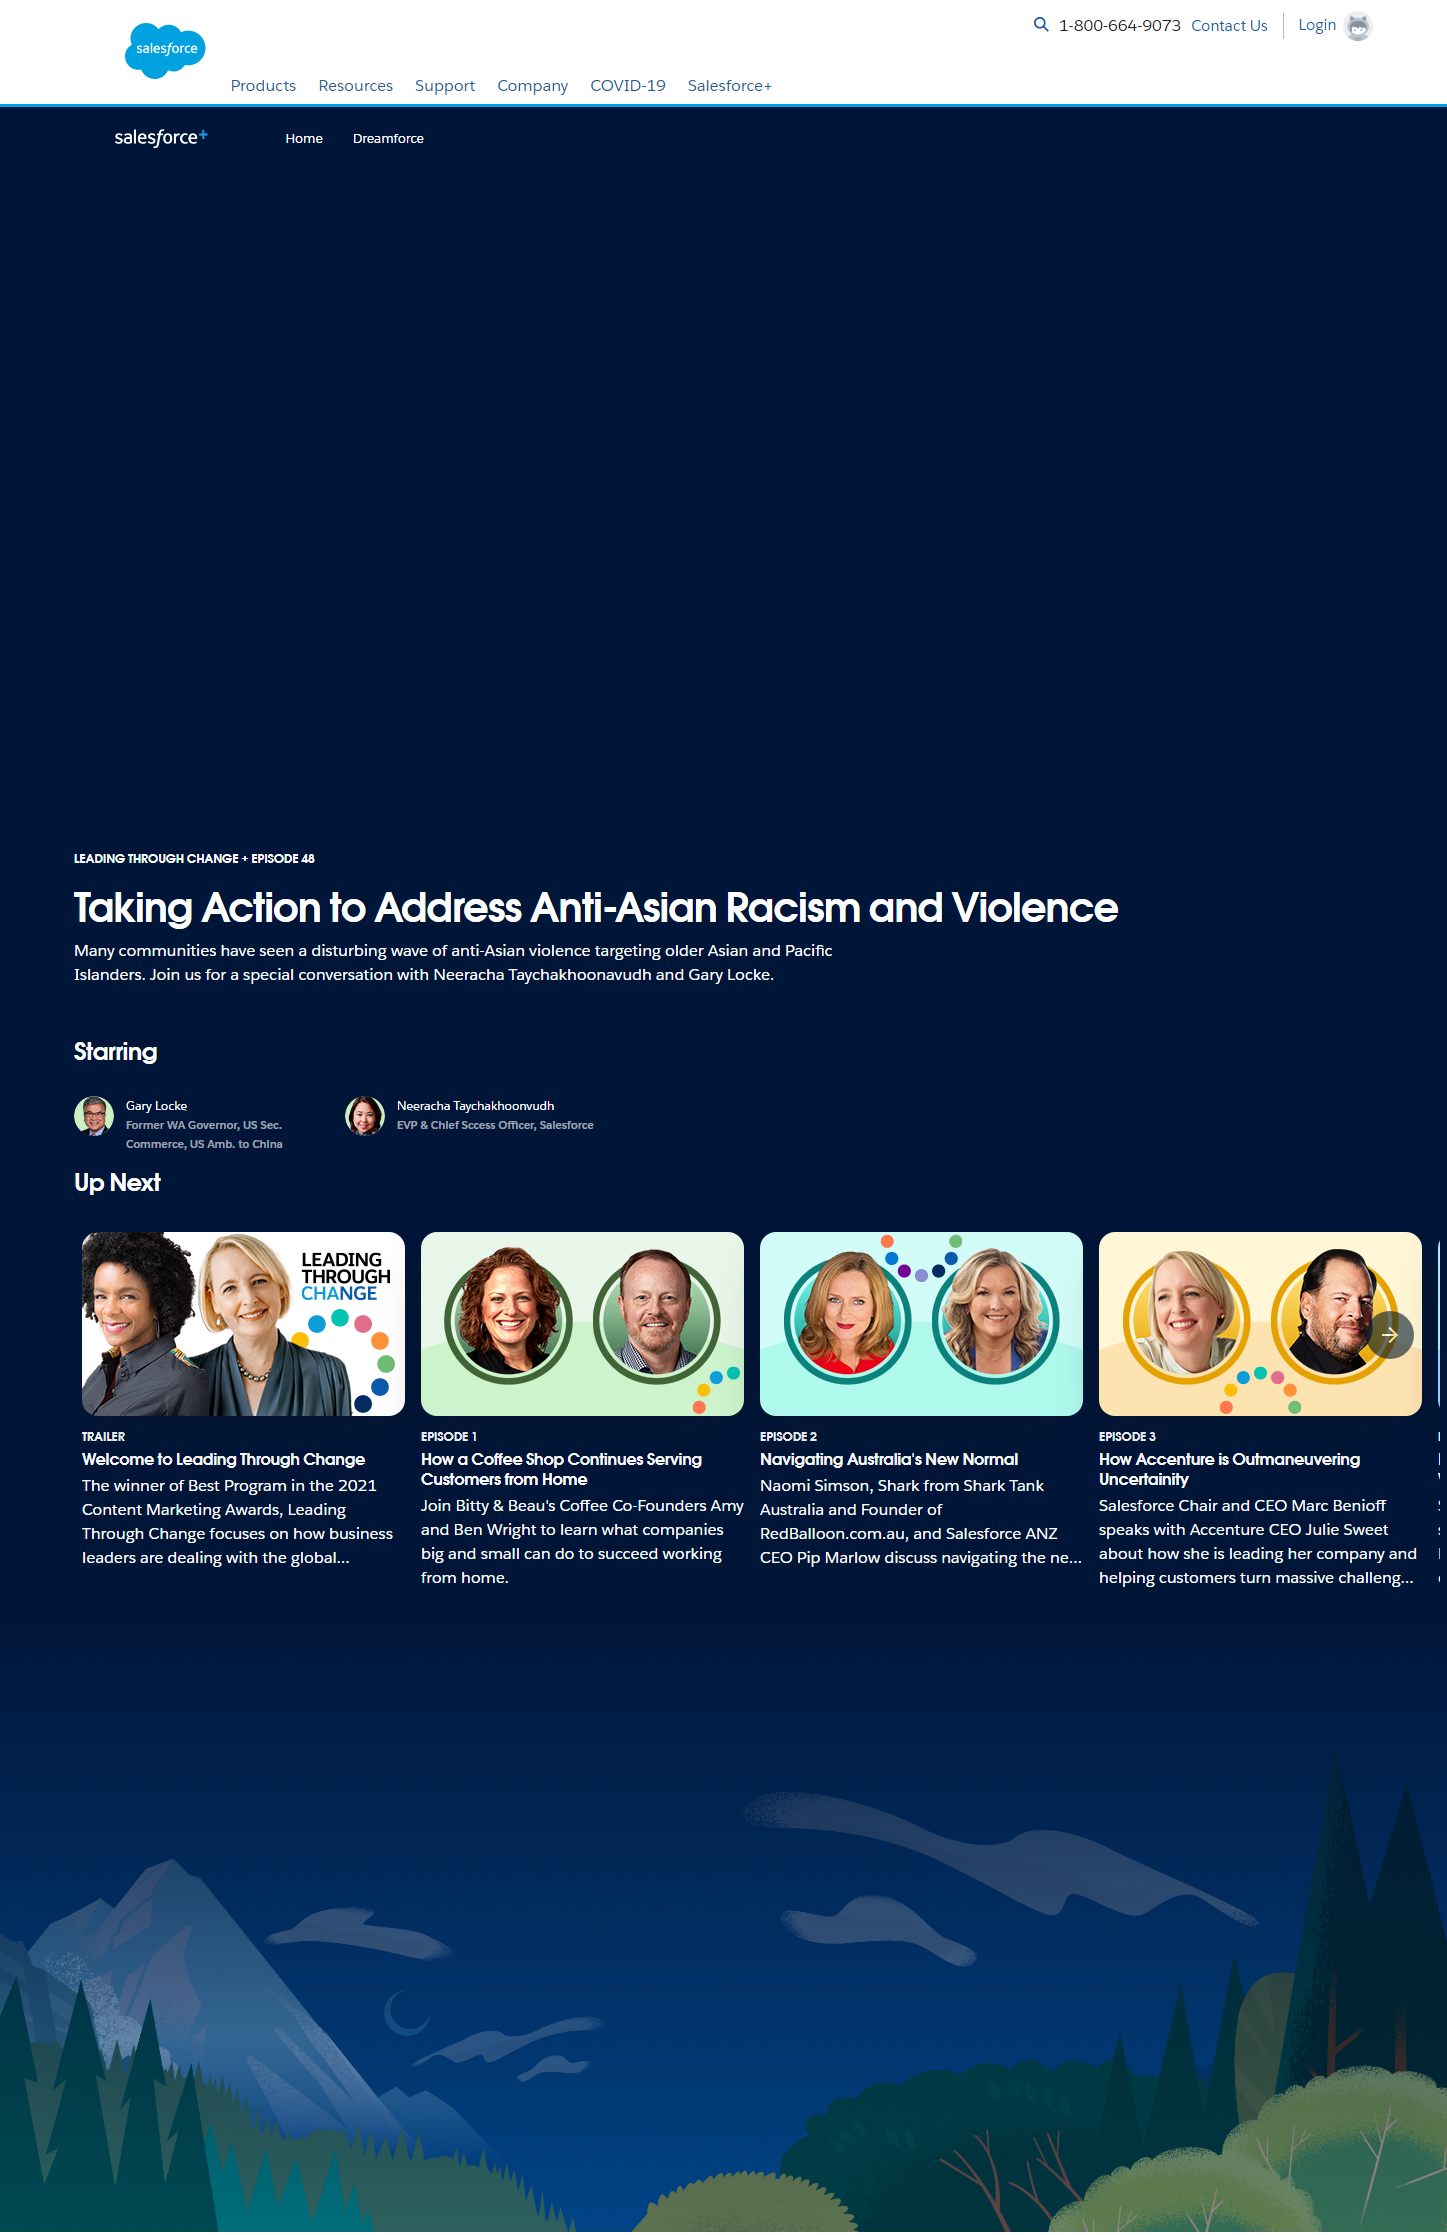 salesforce
1-800-664-9073 Contact Us Login
Products Resources Support Company COVID-19 Salesforce+
salesforce+ Home Dreamforce
LEADING THROUGH CHANGE + EPISODE 48
Taking Action to Address Anti-Asian Racism and Violence
Many communities have seen a disturbing wave of anti-Asian violence targeting older Asian and Pacific
Islanders. Join us for a special conversation with Neeracha Taychakhoonavudh and Gary Locke.
Starring
Gary Locke
Former WA Governor, US Sec.
Commerce, US Amb. to China
Neeracha Taychakhoonvudh
EVP & Chief Sccess Officer, Salesforce
Up Next
LEADING
THROUGH
CHANGE
TRAILER
Welcome to Leading Through Change
The winner of Best Program in the 2021
Content Marketing Awards, Leading
Through Change focuses on how business
leaders are dealing with the global...
EPISODE 1
How a Coffee Shop Continues Serving
Customers from Home
Join Bitty & Beau's Coffee Co-Founders Amy
and Ben Wright to learn what companies
big and small can do to succeed working
from home.
EPISODE 2
Navigating Australia's New Normal
Naomi Simson, Shark from Shark Tank
Australia and Founder of
RedBalloon.com.au, and Salesforce ANZ
CEO Pip Marlow discuss navigating the ne...
EPISODE 3
How Accenture is Outmaneuvering
Uncertainity
Salesforce Chair and CEO Marc Benioff
speaks with Accenture CEO Julie Sweet
about how she is leading her company and
helping customers turn massive challeng...